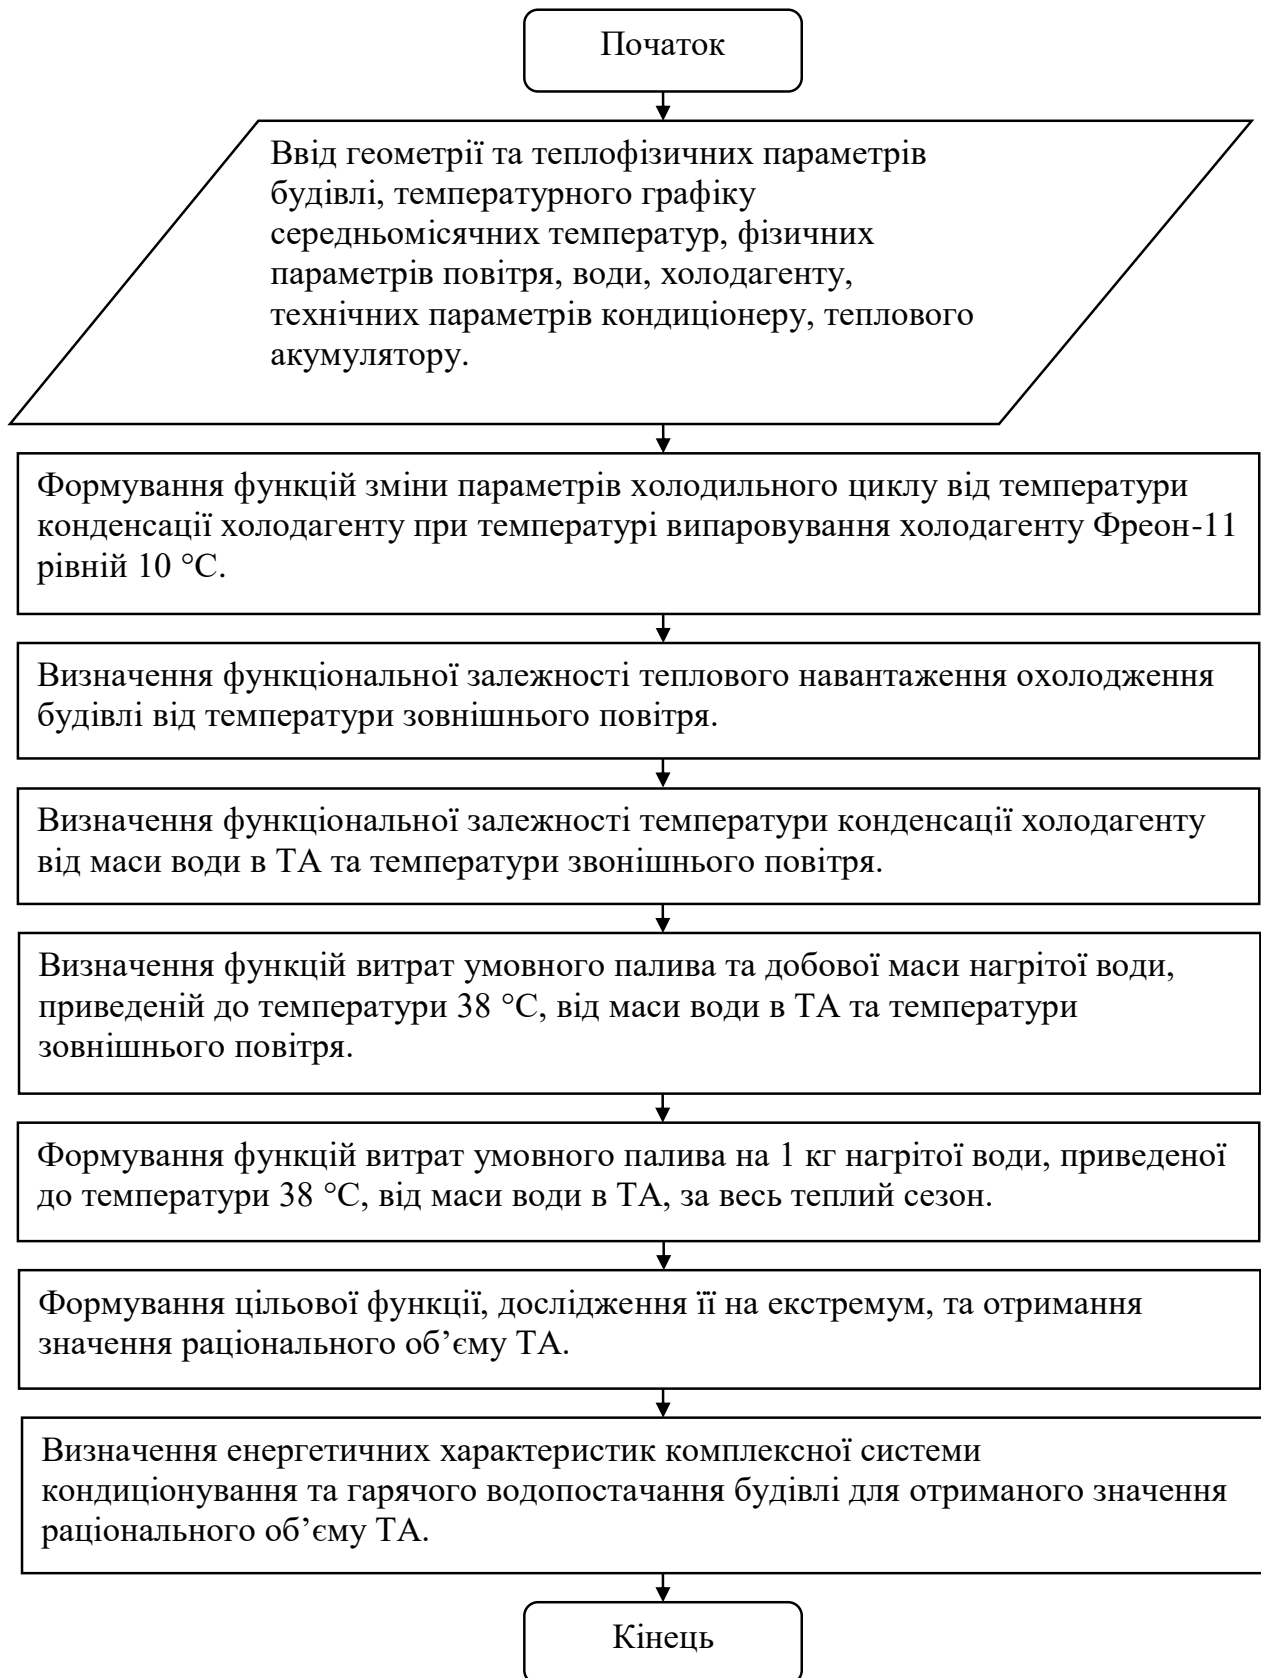 Початок
Ввід геометрії та теплофізичних параметрів
будівлі, температурного графіку
середньомісячних температур, фізичних
параметрів повітря, води, холодагенту,
технічних параметрів кондиціонеру, теплового
акумулятору.
Формування функцій зміни параметрів холодильного циклу від температури
конденсації холодагенту при температурі випаровування холодагенту Фреон-11
рівній 10 °С.
Визначення функціональної залежності теплового навантаження охолодження
будівлі від температури зовнішнього повітря.
Визначення функціональної залежності температури конденсації холодагенту
від маси води в ТА та температури звонішнього повітря.
Визначення функцій витрат умовного палива та добової маси нагрітої води,
приведеній до температури 38 °С, від маси води в ТА та температури
зовнішнього повітря.
Формування функцій витрат умовного палива на 1 кг нагрітої води, приведеної
до температури 38 °С, від маси води в ТА, за весь теплий сезон.
Формування цільової функції, дослідження її на екстремум, та отримання
значення раціонального об’єму ТА.
Визначення енергетичних характеристик комплексної системи
кондиціонування та гарячого водопостачання будівлі для отриманого значення
раціонального об’єму ТА.
Кінець